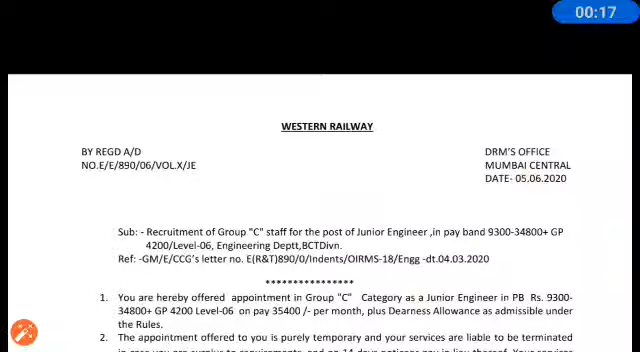 00:17
WESTERN RAILWAY
BY REGD A/D
NO.E/E/890/06/VOL.X/JE
DRM'S OFFICE
MUMBAI CENTRAL
DATE- 05.06.2020
Sub: - Recruitment of Group "C" staff for the post of Junior Engineer ,in pay band 9300-34800+ GP
4200/Level-06, Engineering Deptt,BCTDivn.
Ref: -GM/E/CCG's letter no. E(R&T)890/0/Indents/OIRMS-18/Engg -dt.04.03.2020
****************
1. You are hereby offered appointment in Group "C" Category as a Junior Engineer in PB Rs. 9300-
34800+ GP 4200 Level-06 on pay 35400 /- per month, plus Dearness Allowance as admissible under
the Rules.
2. The appointment offered to you is purely temporary and your services are liable to be terminated